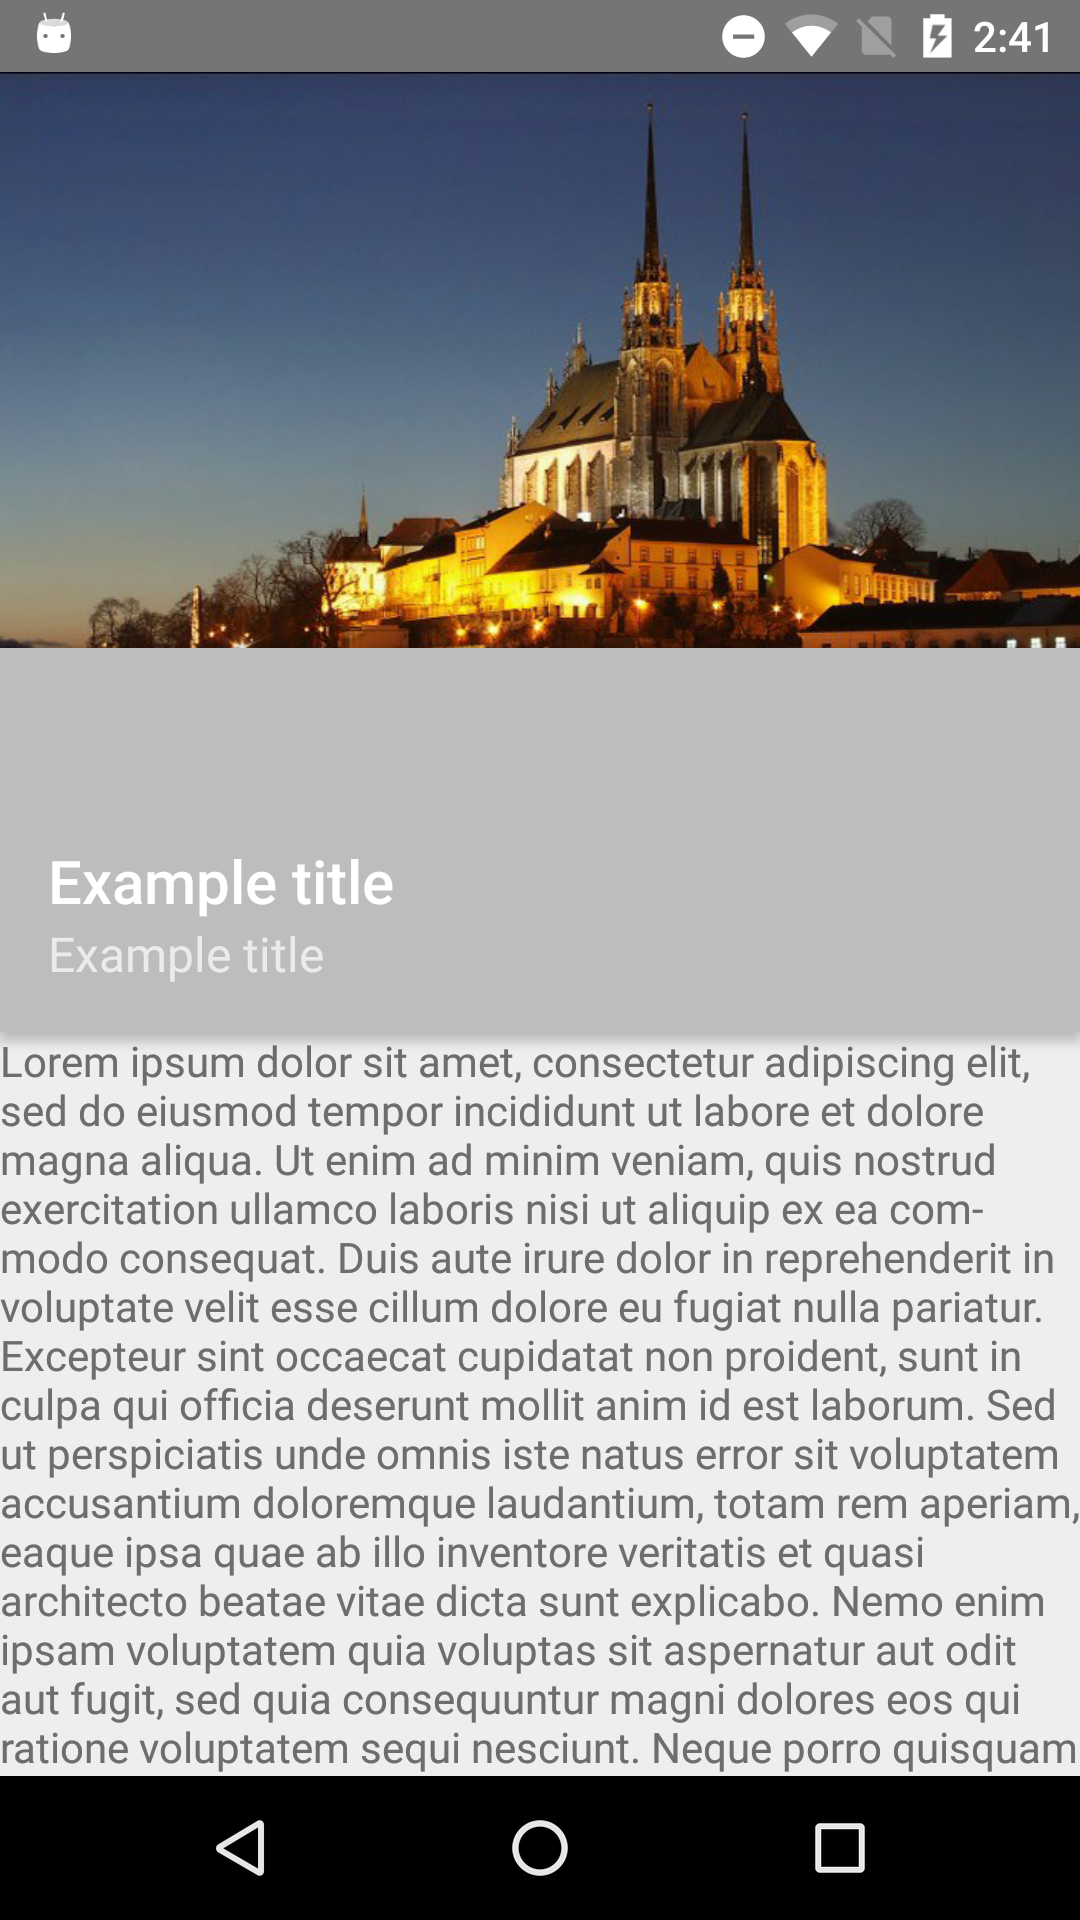 2:41
Example title
Example title
Lorem ipsum dolor sit amet, consectetur adipiscing elit,
sed do eiusmod tempor incididunt ut labore et dolore
magna aliqua. Ut enim ad minim veniam, quis nostrud
exercitation ullamco laboris nisi ut aliquip ex ea com-
modo consequat. Duis aute irure dolor in reprehenderit in
voluptate velit esse cillum dolore eu fugiat nulla pariatur.
Excepteur sint occaecat cupidatat non proident, sunt in
culpa qui officia deserunt mollit anim id est laborum. Sed
ut perspiciatis unde omnis iste natus error sit voluptatem
accusantium doloremque laudantium, totam rem aperiam,
eaque ipsa quae ab illo inventore veritatis et quasi
architecto beatae vitae dicta sunt explicabo. Nemo enim
ipsam voluptatem quia voluptas sit aspernatur aut odit
aut fugit, sed quia consequuntur magni dolores eos qui
ratione voluptatem sequi nesciunt. Neque porro quisquam